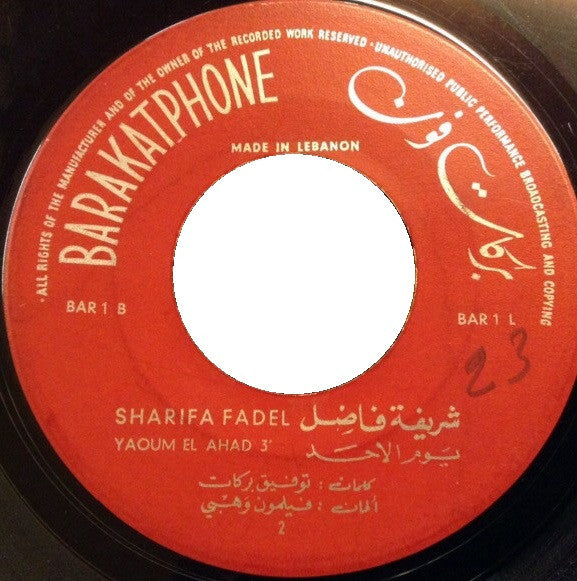 ·ALL RIGHTS OF THE MANUFACTURER AND OF THE OWNER OF THE RECORDED WORK RESERVED·UNAUTHORISED PUBLIC PERFORMANCE BROADCASTING AND COPYING
BARAKATPHONE
بركات فون
MADE IN LEBANON
BAR 1 B
BAR 1 L
23
SHARIFA FADEL شريفة فاضل
YAOUM EL AHAD 3' يوم الاحد
كلمات : توفيق بركات
ألحان : فيلمون وهبي
2